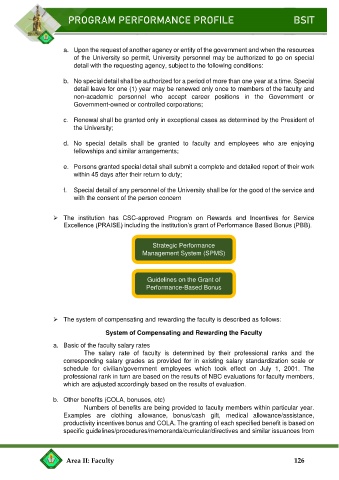 PROGRAM PERFORMANCE PROFILE BSIT
a. Upon the request of another agency or entity of the government and when the resources
of the University so permit, University personnel may be authorized to go on special
detail with the requesting agency, subject to the following conditions:
b. No special detail shall be authorized for a period of more than one year at a time. Special
detail leave for one (1) year may be renewed only once to members of the faculty and
non-academic personnel who accept career positions in the Government or
Government-owned or controlled corporations;
c. Renewal shall be granted only in exceptional cases as determined by the President of
the University;
d. No special details shall be granted to faculty and employees who are enjoying
fellowships and similar arrangements;
e. Persons granted special detail shall submit a complete and detailed report of their work
within 45 days after their return to duty;
f. Special detail of any personnel of the University shall be for the good of the service and
with the consent of the person concern
➢ The institution has CSC-approved Program on Rewards and Incentives for Service
Excellence (PRAISE) including the institution's grant of Performance Based Bonus (PBB).
Strategic Performance
Management System (SPMS)
Guidelines on the Grant of
Performance-Based Bonus
➢ The system of compensating and rewarding the faculty is described as follows:
System of Compensating and Rewarding the Faculty
a. Basic of the faculty salary rates
The salary rate of faculty is determined by their professional ranks and the
corresponding salary grades as provided for in existing salary standardization scale or
schedule for civilian/government employees which took effect on July 1, 2001. The
professional rank in turn are based on the results of NBC evaluations for faculty members,
which are adjusted accordingly based on the results of evaluation.
b. Other benefits (COLA, bonuses, etc)
Numbers of benefits are being provided to faculty members within particular year.
Examples are clothing allowance, bonus/cash gift, medical allowance/assistance,
productivity incentives bonus and COLA. The granting of each specified benefit is based on
specific guidelines/procedures/memoranda/curricular/directives and similar issuances from
Area II: Faculty 126